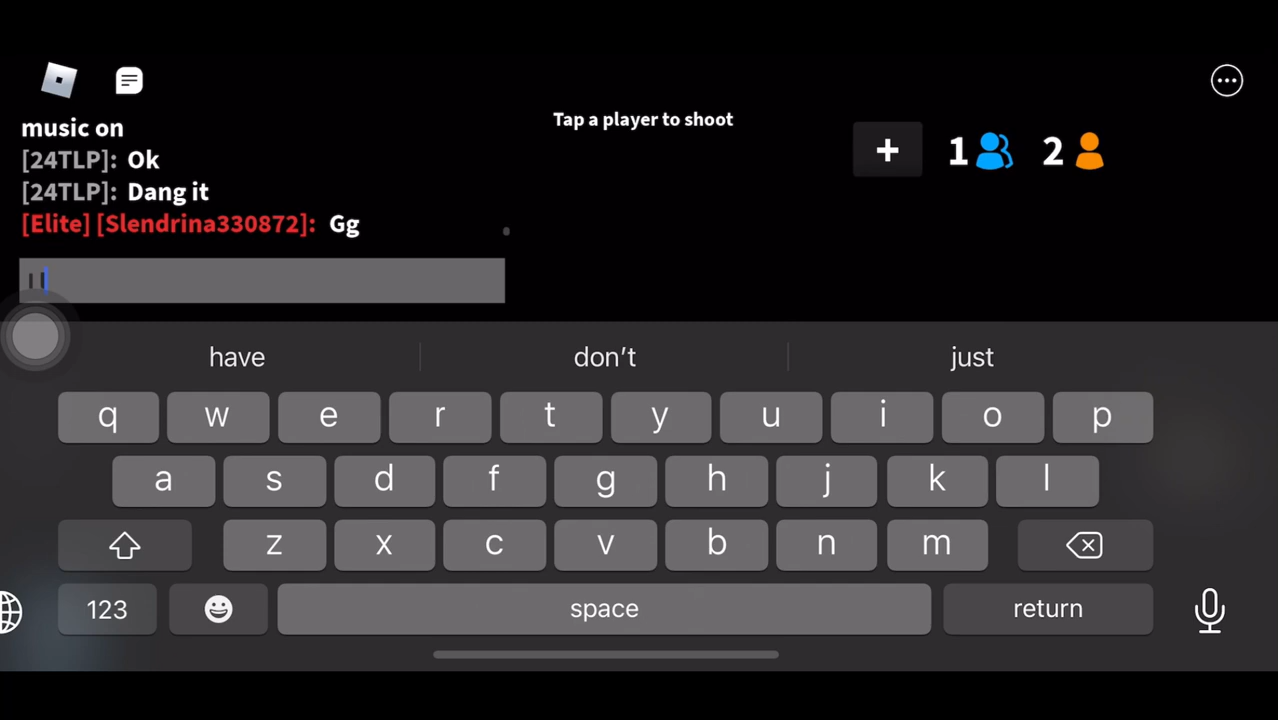 music on
Tap a player to shoot
+ 1 2
[24TLP]: Ok
[24TLP]: Dang it
[Elite] [Slendrina330872]: Gg
have don't just
q w e r t y u i o p
a s d f g h j k l
z x c v b n m
123 space return